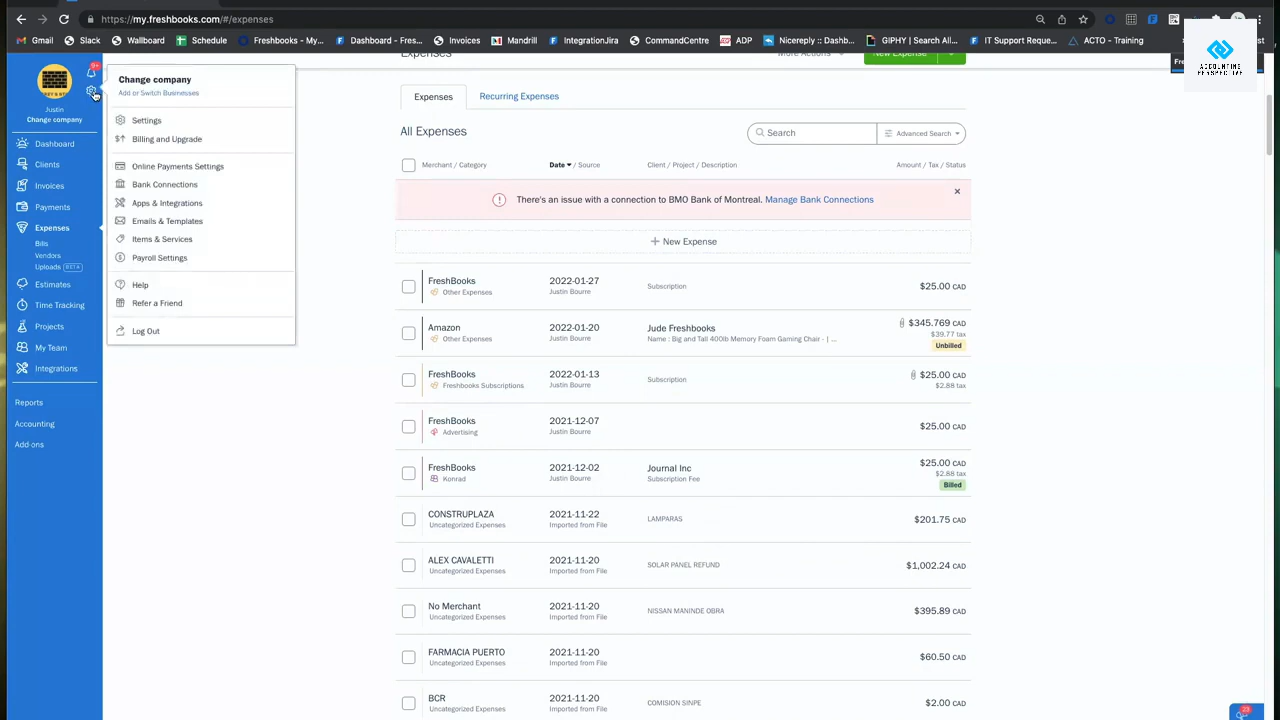 https://my.freshbooks.com/#/expenses
Gmail
Slack
Wallboard
Schedule
Freshbooks - My...
Dashboard - Fres...
Invoices
Mandrill
IntegrationJira
CommandCentre
ADP
Nicereply :: Dash...
GIPHY | Search All...
IT Support Reque...
ACTO - Training
ACCOUNTING
PERSPECTIVE
9+
Justin
Change company
Dashboard
Clients
Invoices
Payments
Expenses
Bills
Vendors
Uploads BETA
Estimates
Time Tracking
Projects
My Team
Integrations
Reports
Accounting
Add ons
Change company
Add or Switch Businesses
Settings
Billing and Upgrade
Online Payments Settings
Bank Connections
Apps & Integrations
Emails & Templates
Items & Services
Payroll Settings
Help
Refer a Friend
Log Out
Expenses
More Actions
New Expense
Expenses
Recurring Expenses
All Expenses
Search
Advanced Search
Merchant / Category
Date / Source
Client / Project / Description
Amount / Tax / Status
There's an issue with a connection to BMO Bank of Montreal. Manage Bank Connections
New Expense
FreshBooks 2022-01-27 Subscription $25.00 CAD
Other Expenses Justin Bourre
Amazon 2022-01-20 Jude Freshbooks $345.769 CAD
Other Expenses Justin Bourre Name : Big and Tall 400lb Memory Foam Gaming Chair - | ... $39.77 tax
Unbilled
FreshBooks 2022-01-13 Subscription $25.00 CAD
Freshbooks Subscriptions Justin Bourre $2.88 tax
FreshBooks 2021-12-07 $25.00 CAD
Advertising Justin Bourre
FreshBooks 2021-12-02 Journal Inc $25.00 CAD
Konrad Justin Bourre Subscription Fee $2.88 tax
Billed
CONSTRUPLAZA 2021-11-22 LAMPARAS $201.75 CAD
Uncategorized Expenses Imported from File
ALEX CAVALETTI 2021-11-20 SOLAR PANEL REFUND $1,002.24 CAD
Uncategorized Expenses Imported from File
No Merchant 2021-11-20 NISSAN MANINDE OBRA $395.89 CAD
Uncategorized Expenses Imported from File
FARMACIA PUERTO 2021-11-20 $60.50 CAD
Uncategorized Expenses Imported from File
BCR 2021-11-20 COMISION SINPE $2.00 CAD
Uncategorized Expenses Imported from File
23